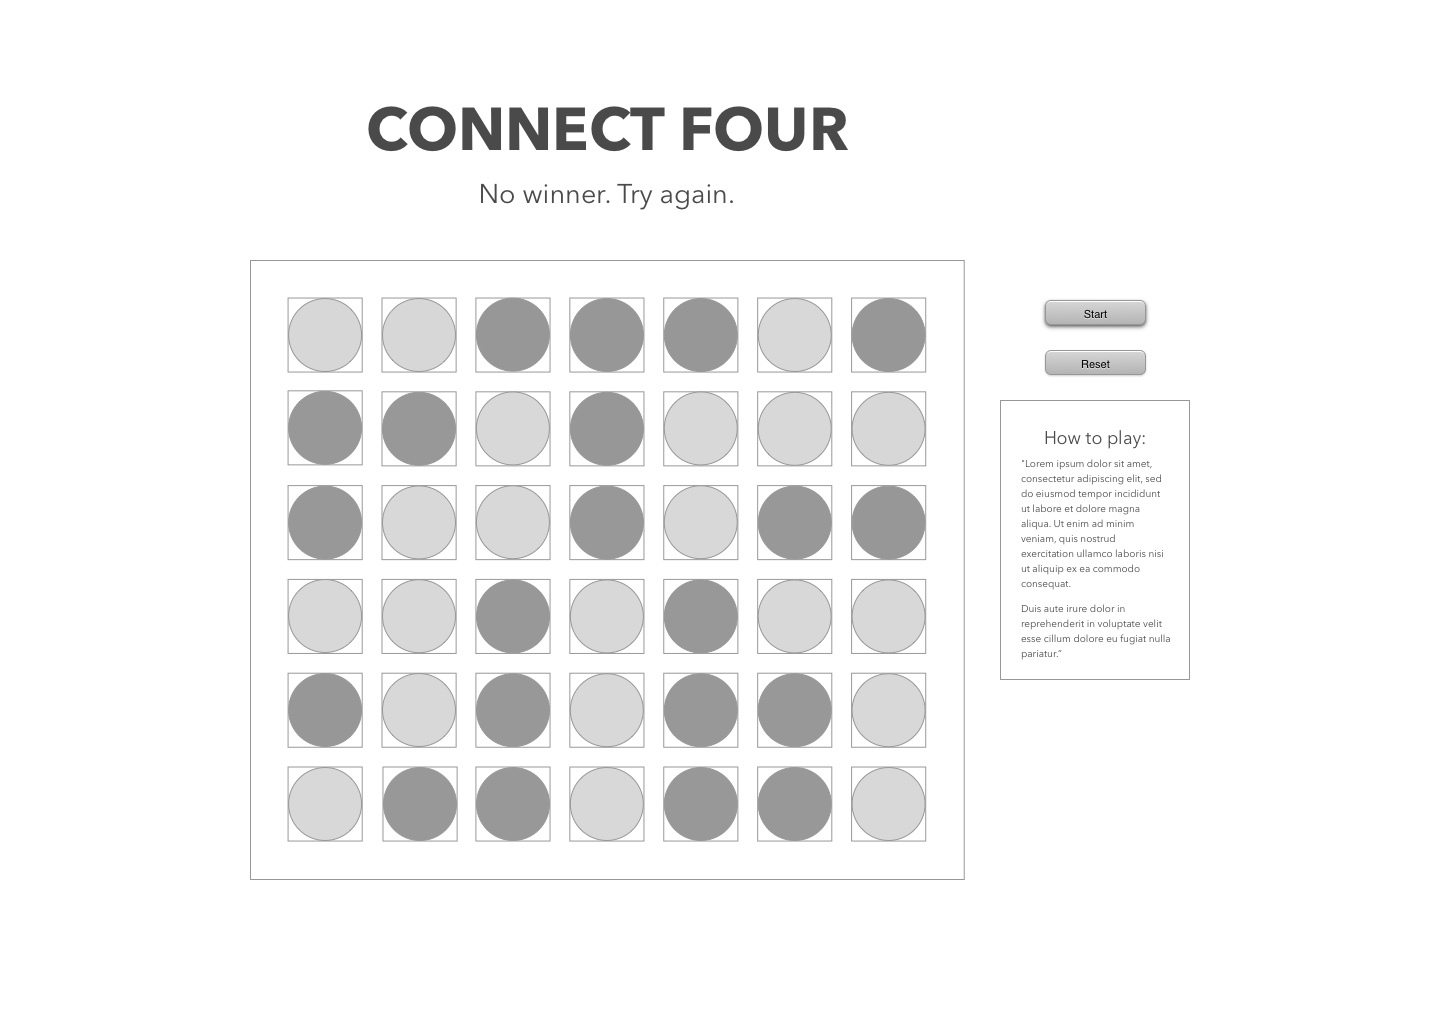 CONNECT FOUR
No winner. Try again.
Start
Reset
How to play:
"Lorem ipsum dolor sit amet,
consectetur adipiscing elit, sed
do eiusmod tempor incididunt
ut labore et dolore magna
aliqua. Ut enim ad minim
veniam, quis nostrud
exercitation ullamco laboris nisi
ut aliquip ex ea commodo
consequat.
Duis aute irure dolor in
reprehenderit in voluptate velit
esse cillum dolore eu fugiat nulla
pariatur."